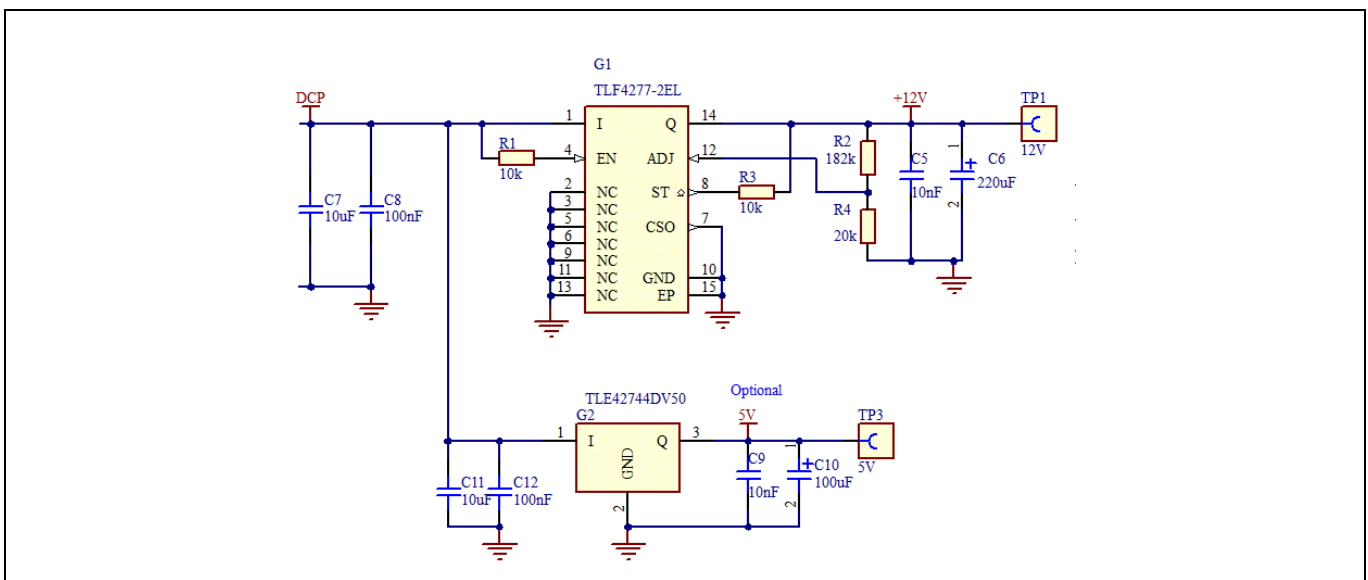 G1
TLF4277-2EL
DCP
+12V
TP1
12V
1
I
Q
14
R1
10k
4
EN
ADJ
12
R2
182k
C5
10nF
1
C6
220uF
2
2
NC
ST
8
R3
10k
3
NC
5
NC
CSO
7
6
NC
9
NC
11
NC
GND
10
13
NC
EP
15
R4
20k
C7
10uF
C8
100nF
Optional
TLE42744DV50
G2
5V
TP3
5V
1
I
Q
3
GND
2
C9
10nF
1
C10
100uF
2
C11
10uF
C12
100nF